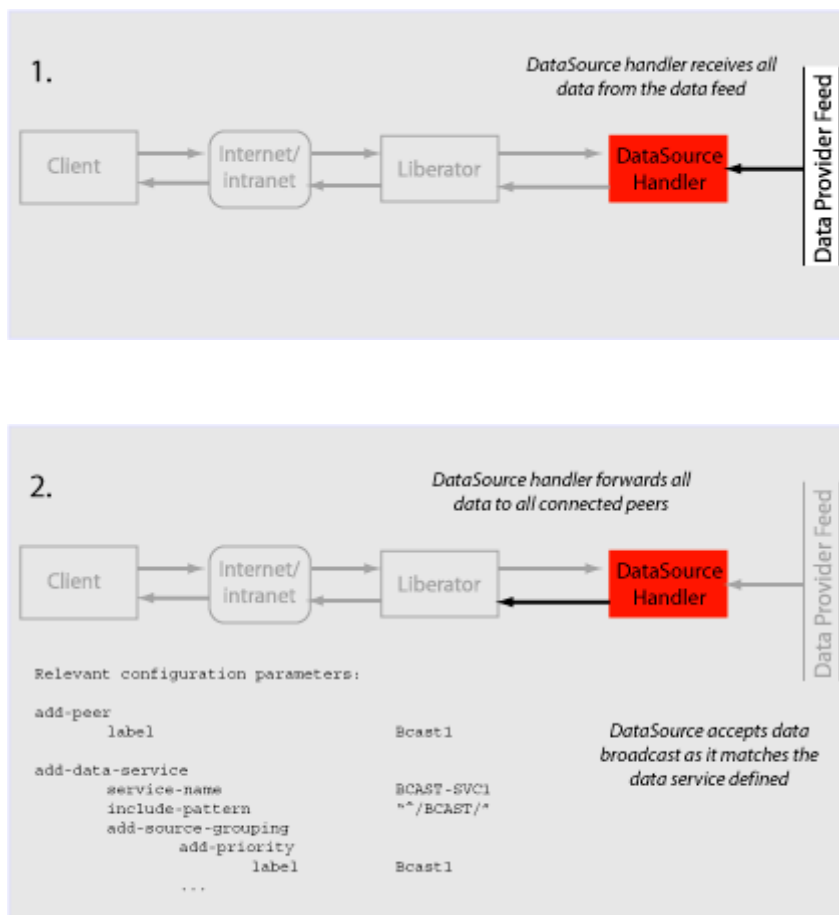 1.
DataSource handler receives all
data from the data feed
Client
Internet/
intranet
Liberator
DataSource
Handler
Data Provider Feed
2.
DataSource handler forwards all
data to all connected peers
Client
Internet/
intranet
Liberator
DataSource
Handler
Data Provider Feed
Relevant configuration parameters:
add-peer
label Bcast1
add-data-service
service-name BCAST-SVC1
include-pattern "^/BCAST/"
add-source-grouping
add-priority
label Bcast1
...
DataSource accepts data
broadcast as it matches the
data service defined